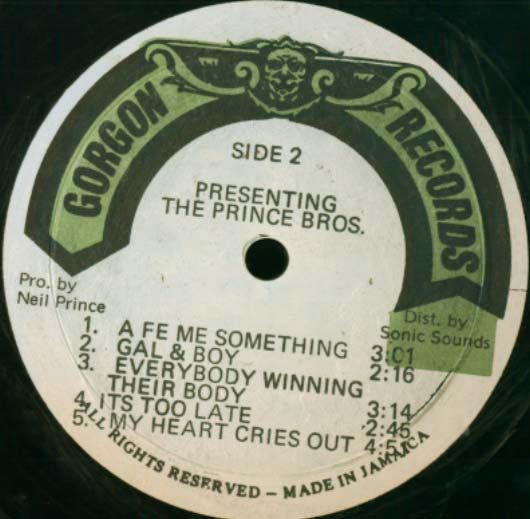 GORGON RECORDS
SIDE 2
PRESENTING
THE PRINCE BROS.
Pro. by
Neil Prince
Dist. by
Sonic Sounds
1. A FE ME SOMETHING 3:01
2. GAL & BOY 2:16
3. EVERYBODY WINNING
THEIR BODY 3:14
4. ITS TOO LATE 2:45
5. MY HEART CRIES OUT
ALL RIGHTS RESERVED – MADE IN JAMAICA